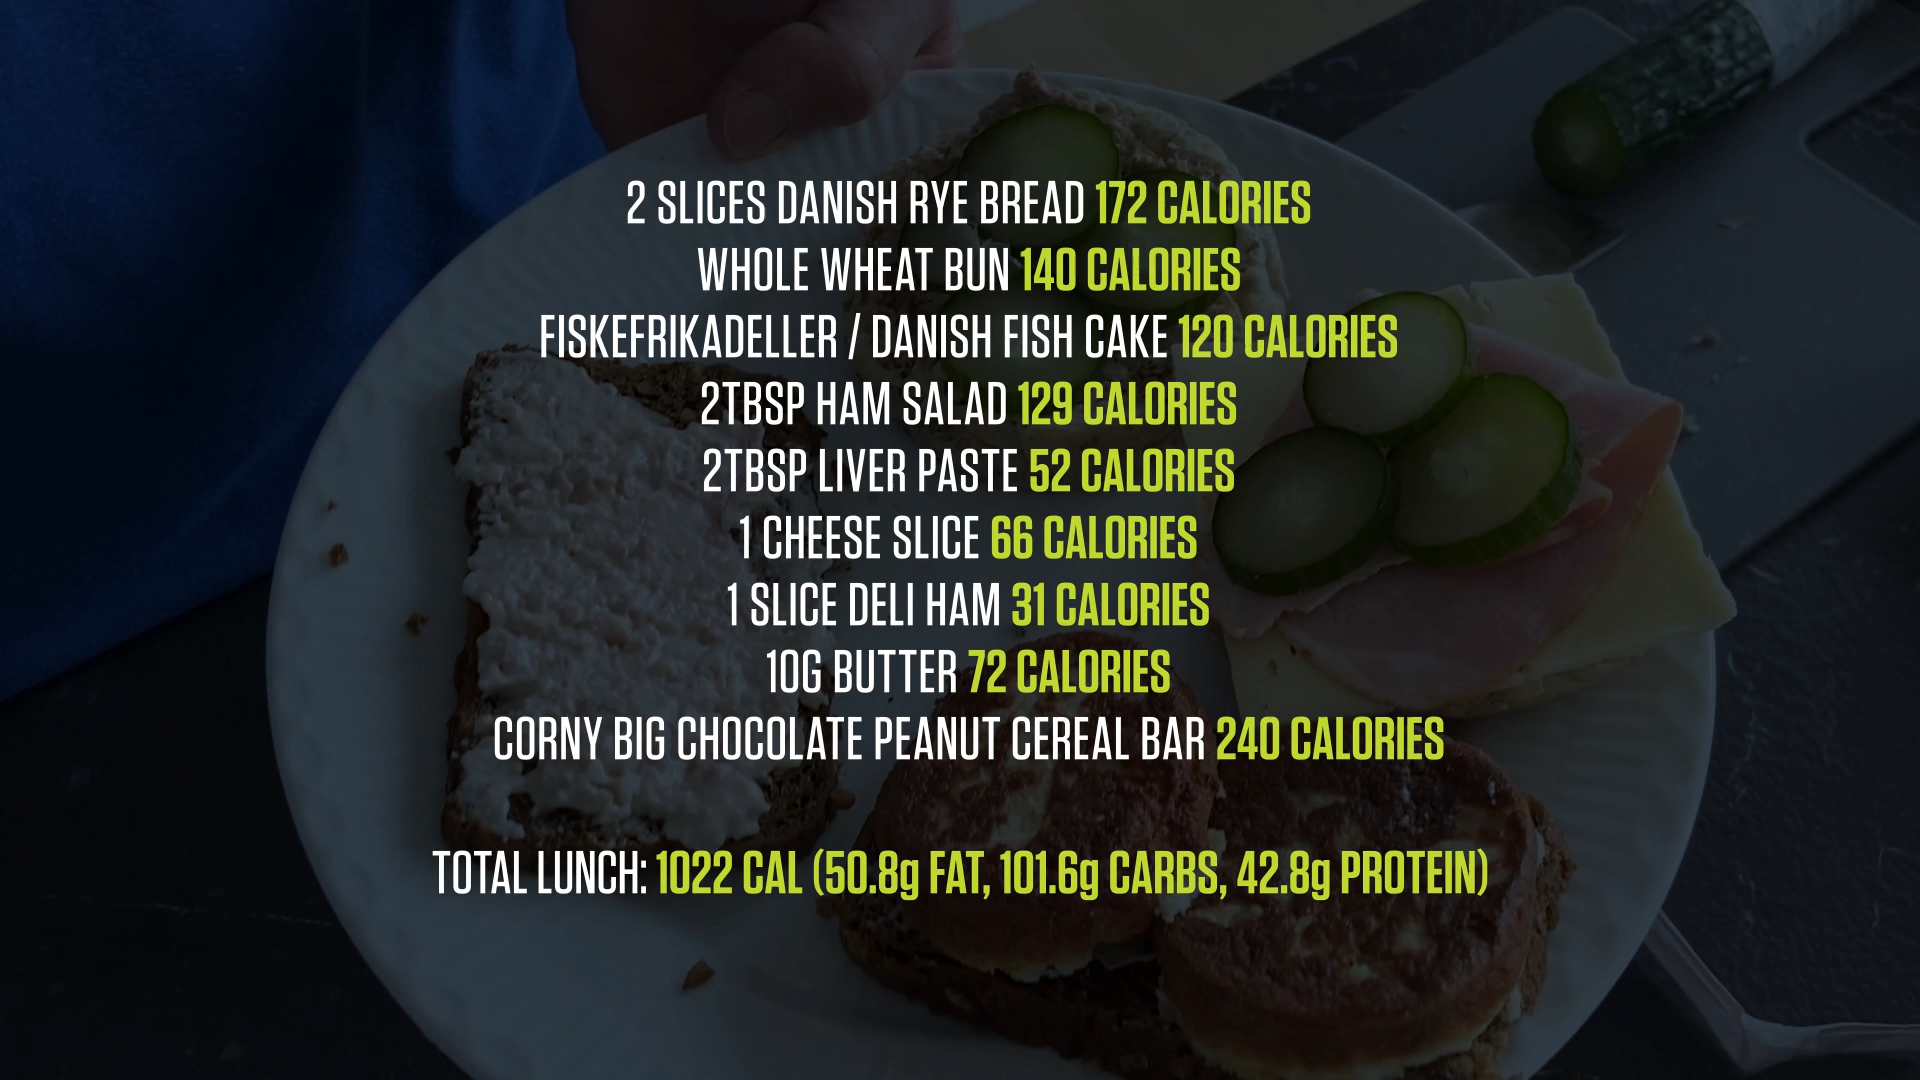 2 SLICES DANISH RYE BREAD 172 CALORIES
WHOLE WHEAT BUN 140 CALORIES
FISKEFRIKADELLER / DANISH FISH CAKE 120 CALORIES
2TBSP HAM SALAD 129 CALORIES
2TBSP LIVER PASTE 52 CALORIES
1 CHEESE SLICE 66 CALORIES
1 SLICE DELI HAM 31 CALORIES
10G BUTTER 72 CALORIES
CORNY BIG CHOCOLATE PEANUT CEREAL BAR 240 CALORIES
TOTAL LUNCH: 1022 CAL (50.8g FAT, 101.6g CARBS, 42.8g PROTEIN)